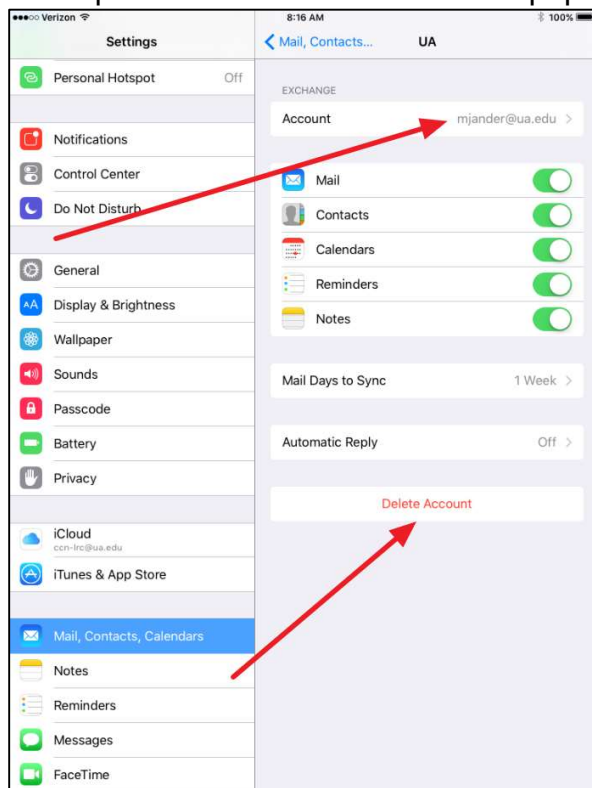 Verizon
8:16 AM
100%
Settings
Mail, Contacts...
UA
Personal Hotspot Off
Notifications
Control Center
Do Not Disturb
General
AA Display & Brightness
Wallpaper
Sounds
Passcode
Battery
Privacy
iCloud
ccn-lrc@ua.edu
iTunes & App Store
Mail, Contacts, Calendars
Notes
Reminders
Messages
FaceTime
EXCHANGE
Account mjander@ua.edu
Mail
Contacts
Calendars
Reminders
Notes
Mail Days to Sync 1 Week
Automatic Reply Off
Delete Account